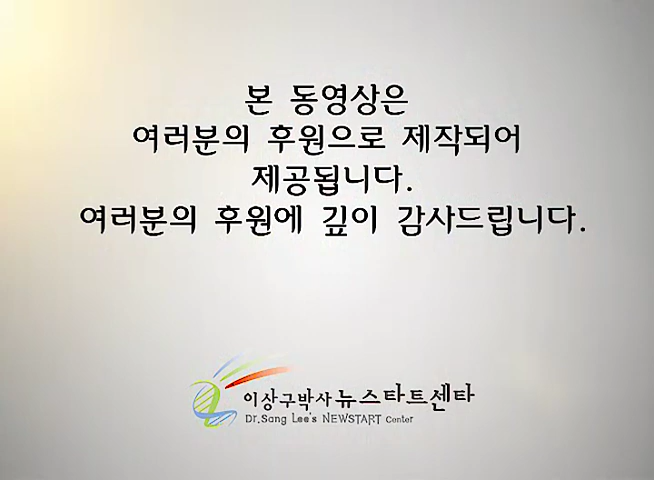 본 동영상은
여러분의 후원으로 제작되어
제공됩니다.
여러분의 후원에 깊이 감사드립니다.
이상구박사 뉴스타트센타
Dr.Sang Lee's NEWSTART Center